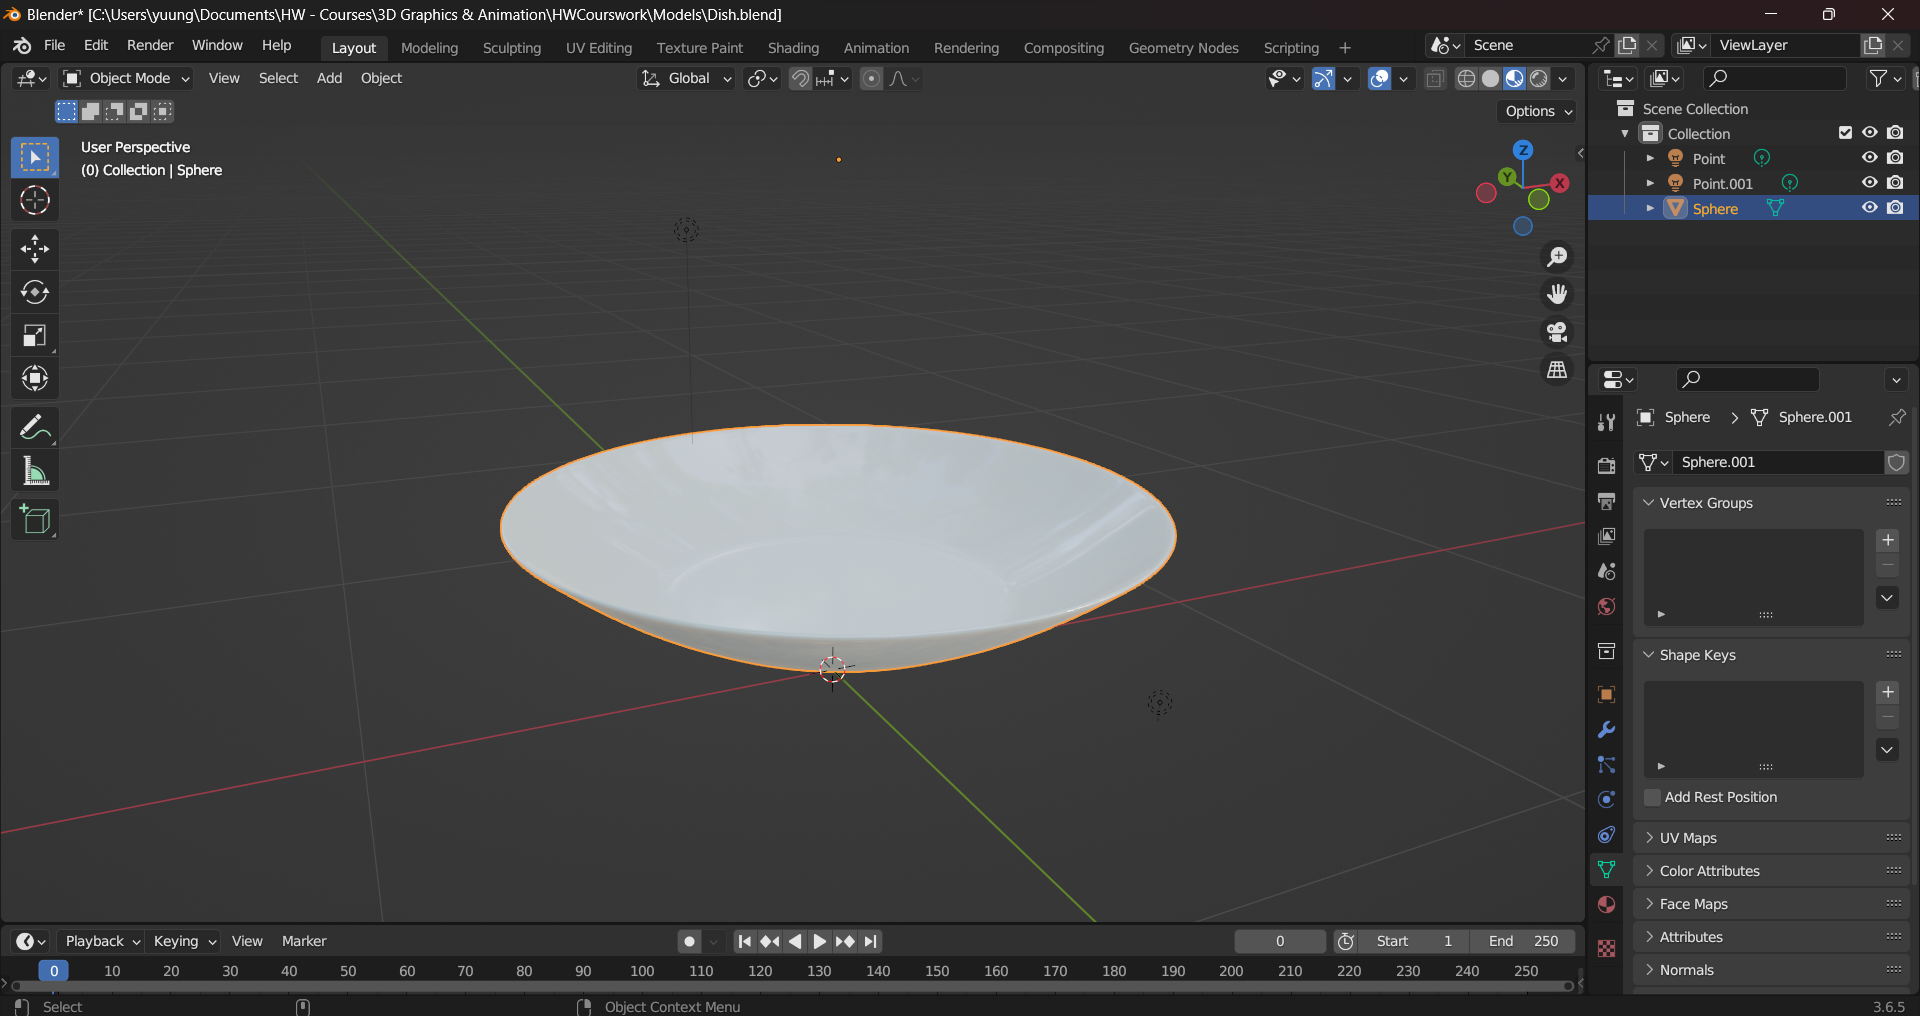 Blender* [C:\Users\yuung\Documents\HW - Courses\3D Graphics & Animation\HWCourswork\Models\Dish.blend]
File Edit Render Window Help Layout Modeling Sculpting UV Editing Texture Paint Shading Animation Rendering Compositing Geometry Nodes Scripting + Scene ViewLayer
Object Mode View Select Add Object Global
Options
User Perspective
(0) Collection | Sphere
Z
Y
X
Scene Collection
Collection
Point
Point.001
Sphere
Sphere > Sphere.001
Sphere.001
Vertex Groups
Shape Keys
Add Rest Position
UV Maps
Color Attributes
Face Maps
Attributes
Normals
Playback Keying View Marker 0 Start 1 End 250
0 10 20 30 40 50 60 70 80 90 100 110 120 130 140 150 160 170 180 190 200 210 220 230 240 250
Select Object Context Menu 3.6.5